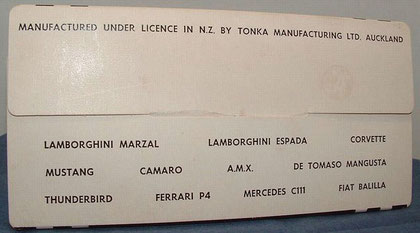 MANUFACTURED UNDER LICENCE IN N.Z. BY TONKA MANUFACTURING LTD. AUCKLAND
LAMBORGHINI MARZAL LAMBORGHINI ESPADA CORVETTE
MUSTANG CAMARO A.M.X. DE TOMASO MANGUSTA
THUNDERBIRD FERRARI P4 MERCEDES C111 FIAT BALILLA